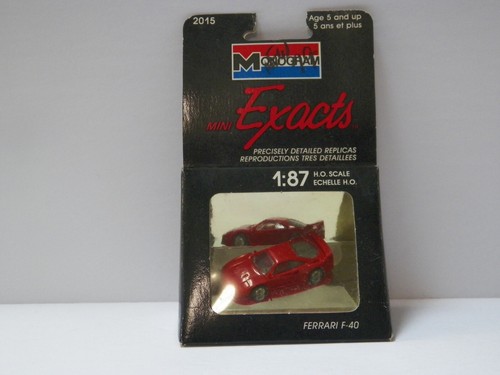 2015
Age 5 and up
5 ans et plus
MONOGRAM
MINI Exacts
PRECISELY DETAILED REPLICAS
REPRODUCTIONS TRES DETAILLEES
1:87 H.O. SCALE
ECHELLE H.O.
FERRARI F-40